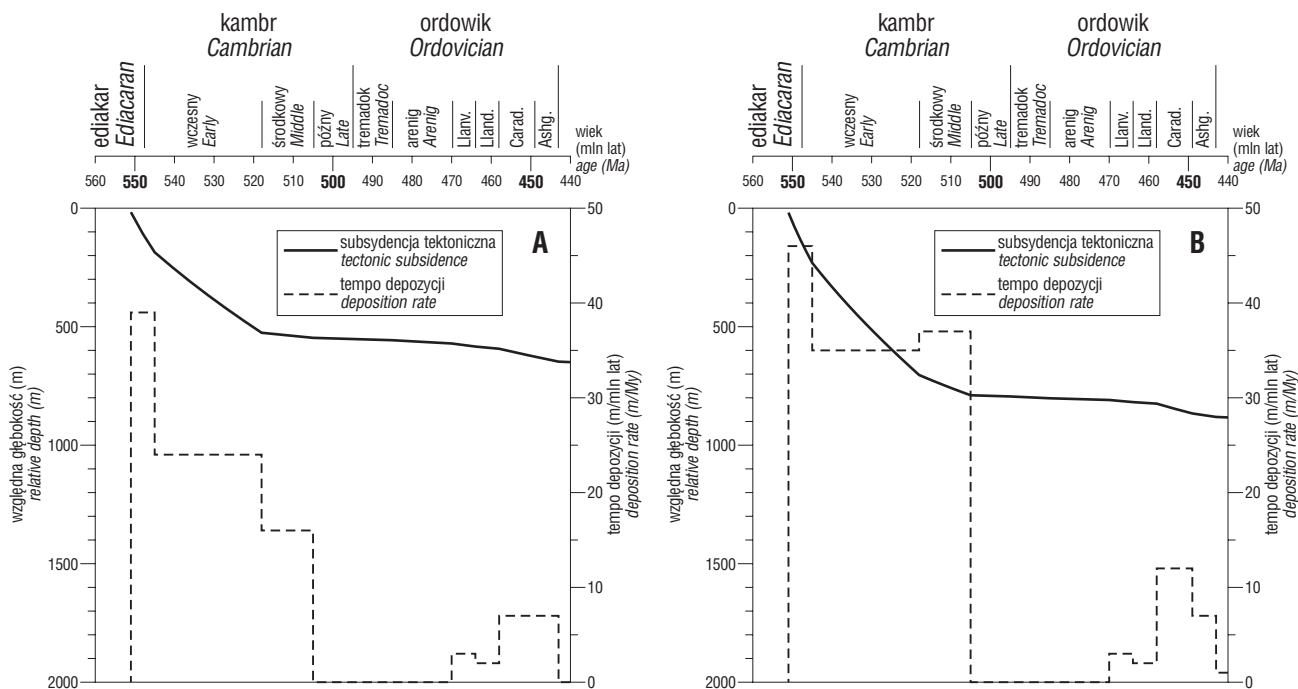 kambr
Cambrian
ordowik
Ordovician
ediakar
Ediacaran
wczesny
Early
środkowy
Middle
późny
Late
tremadok
Tremadoc
arenig
Arenig
Llanv.
Lland.
Carad.
Ashg.
wiek
(mln lat)
age (Ma)
560 550 540 530 520 510 500 490 480 470 460 450 440
A
subsydencja tektoniczna
tectonic subsidence
tempo depozycji
deposition rate
0
500
1000
1500
2000
względna głębokość (m)
relative depth (m)
50
40
30
20
10
0
tempo depozycji (m/mln lat)
deposition rate (m/My)
kambr
Cambrian
ordowik
Ordovician
ediakar
Ediacaran
wczesny
Early
środkowy
Middle
późny
Late
tremadok
Tremadoc
arenig
Arenig
Llanv.
Lland.
Carad.
Ashg.
wiek
(mln lat)
age (Ma)
560 550 540 530 520 510 500 490 480 470 460 450 440
B
subsydencja tektoniczna
tectonic subsidence
tempo depozycji
deposition rate
0
500
1000
1500
2000
względna głębokość (m)
relative depth (m)
50
40
30
20
10
0
tempo depozycji (m/mln lat)
deposition rate (m/My)